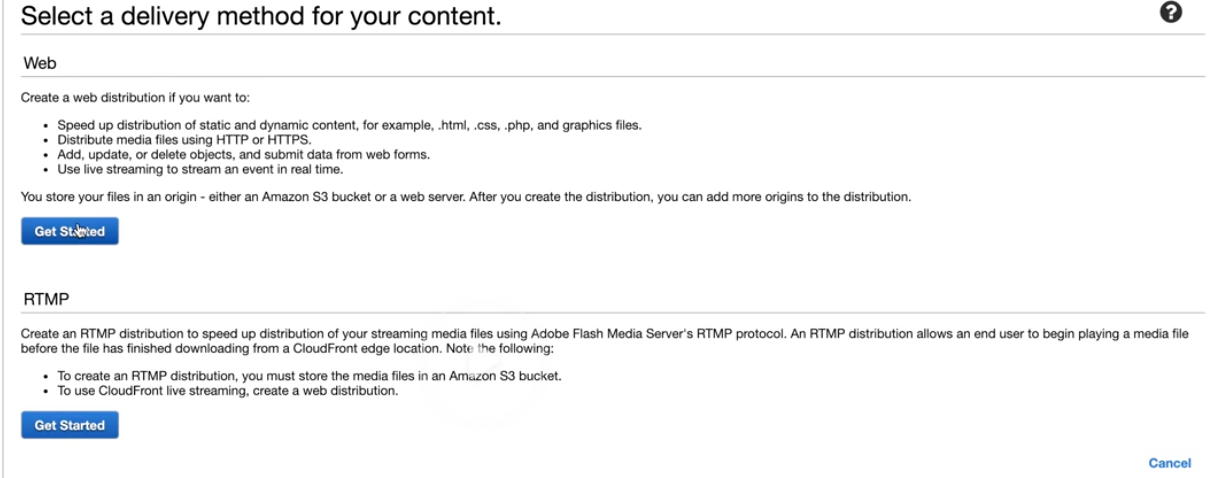 Select a delivery method for your content.
Web
Create a web distribution if you want to:
• Speed up distribution of static and dynamic content, for example, .html, .css, .php, and graphics files.
• Distribute media files using HTTP or HTTPS.
• Add, update, or delete objects, and submit data from web forms.
• Use live streaming to stream an event in real time.
You store your files in an origin - either an Amazon S3 bucket or a web server. After you create the distribution, you can add more origins to the distribution.
Get Started
RTMP
Create an RTMP distribution to speed up distribution of your streaming media files using Adobe Flash Media Server's RTMP protocol. An RTMP distribution allows an end user to begin playing a media file
before the file has finished downloading from a CloudFront edge location. Note the following:
• To create an RTMP distribution, you must store the media files in an Amazon S3 bucket.
• To use CloudFront live streaming, create a web distribution.
Get Started
Cancel